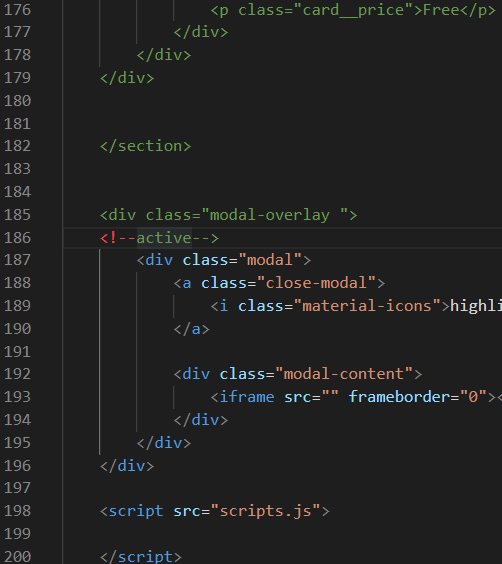 176 <p class="card__price">Free</p>
177 </div>
178 </div>
179 </div>
180
181
182 </section>
183
184
185 <div class="modal-overlay ">
186 <!--active-->
187 <div class="modal">
188 <a class="close-modal">
189 <i class="material-icons">highli
190 </a>
191
192 <div class="modal-content">
193 <iframe src="" frameborder="0"><
194 </div>
195 </div>
196 </div>
197
198 <script src="scripts.js">
199
200 </script>